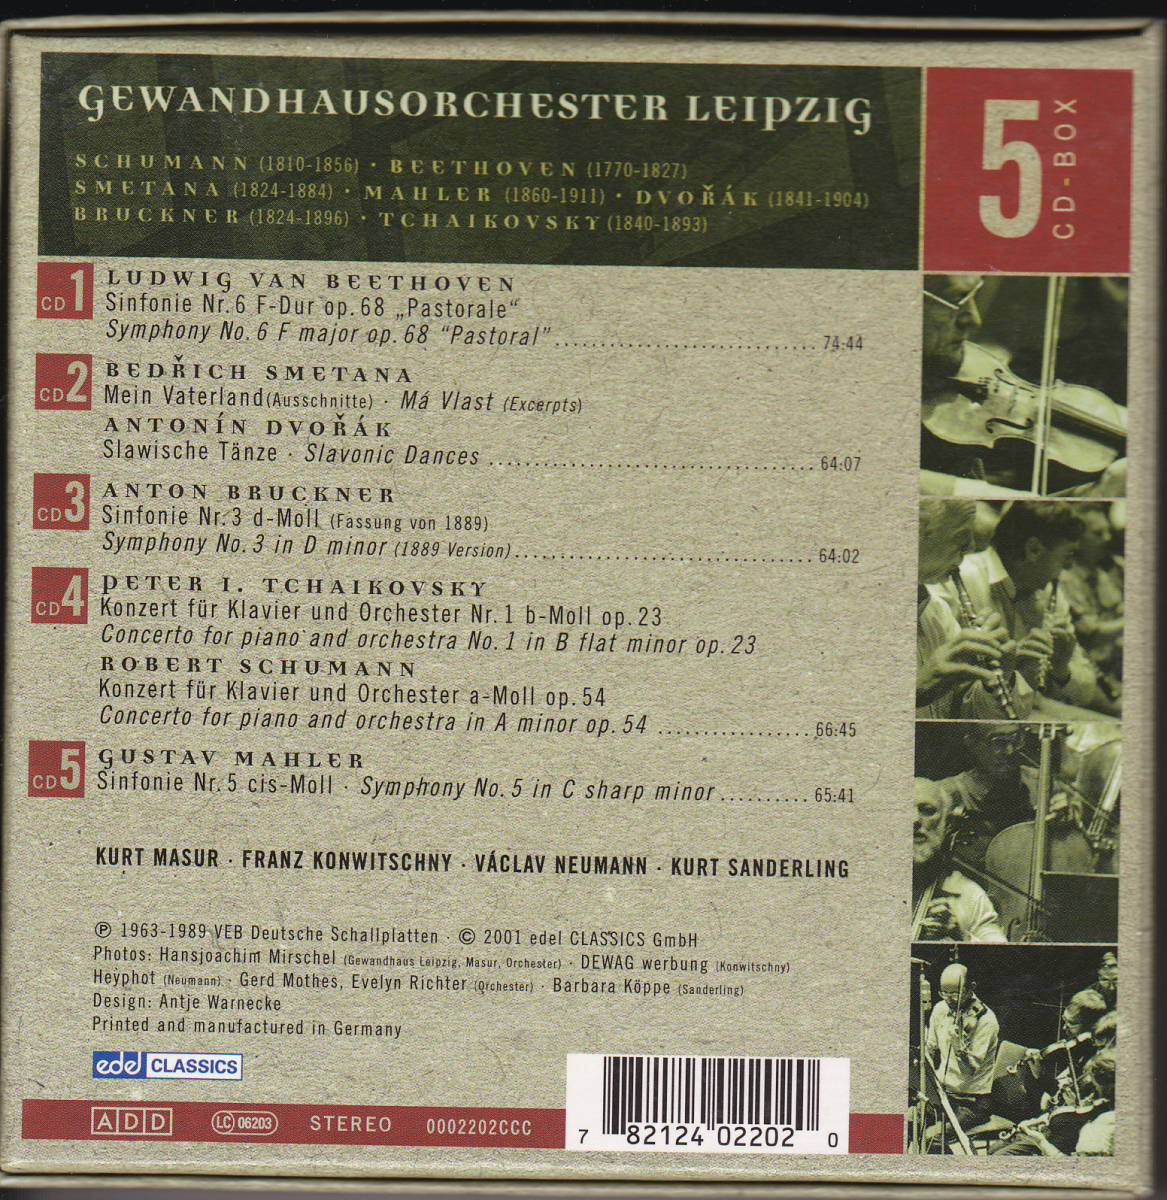 GEWANDHAUSORCHESTER LEIPZIG
SCHUMANN (1810-1856) · BEETHOVEN (1770-1827)
SMETANA (1824-1884) · MAHLER (1860-1911) · DVOŘÁK (1841-1904)
BRUCKNER (1824-1896) · TCHAIKOVSKY (1840-1893)
5 CD-BOX
CD 1 LUDWIG VAN BEETHOVEN
Sinfonie Nr. 6 F-Dur op. 68 „Pastorale“
Symphony No. 6 F major op. 68 “Pastoral” ............................ 74:44
CD 2 BEDŘICH SMETANA
Mein Vaterland (Ausschnitte) · Má Vlast (Excerpts)
ANTONÍN DVOŘÁK
Slawische Tänze · Slavonic Dances ................................... 64:07
CD 3 ANTON BRUCKNER
Sinfonie Nr. 3 d-Moll (Fassung von 1889)
Symphony No. 3 in D minor (1889 Version) ................................ 64:02
CD 4 PETER I. TCHAIKOVSKY
Konzert für Klavier und Orchester Nr. 1 b-Moll op. 23
Concerto for piano and orchestra No. 1 in B flat minor op. 23
ROBERT SCHUMANN
Konzert für Klavier und Orchester a-Moll op. 54
Concerto for piano and orchestra in A minor op. 54 ................. 66:45
CD 5 GUSTAV MAHLER
Sinfonie Nr. 5 cis-Moll · Symphony No. 5 in C sharp minor .......... 65:41
KURT MASUR · FRANZ KONWITSCHNY · VÁCLAV NEUMANN · KURT SANDERLING
℗ 1963-1989 VEB Deutsche Schallplatten · © 2001 edel CLASSICS GmbH
Photos: Hansjoachim Mirschel (Gewandhaus Leipzig, Masur, Orchester) · DEWAG werbung (Konwitschny)
Heyphot (Neumann) · Gerd Mothes, Evelyn Richter (Orchester) · Barbara Köppe (Sanderling)
Design: Antje Warnecke
Printed and manufactured in Germany
edel CLASSICS
ADD LC 06203 STEREO 0002202CCC
7 82124 02202 0